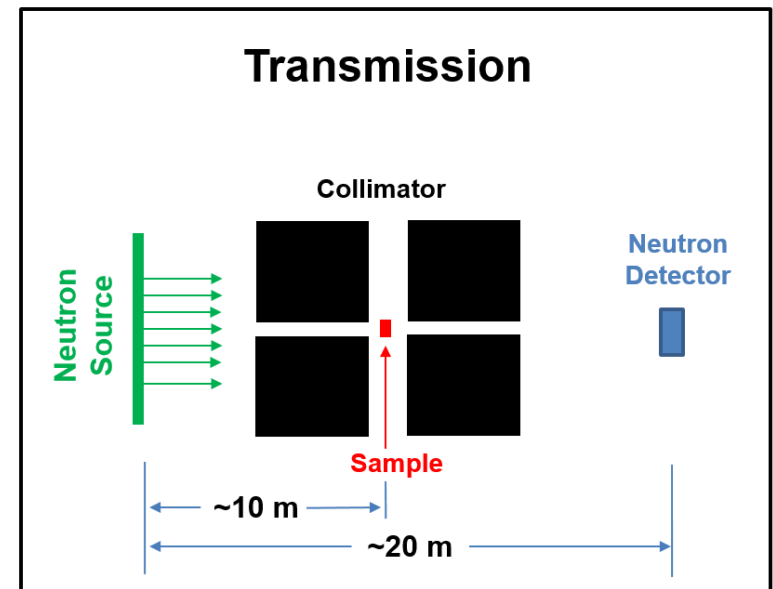 Transmission
Collimator
Neutron
Source
Neutron
Detector
Sample
~10 m
~20 m